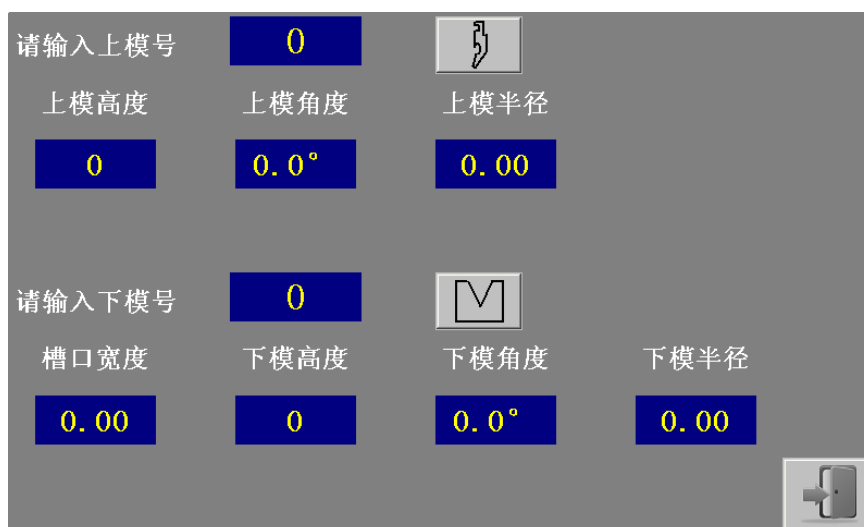 请输入上模号 0
上模高度 上模角度 上模半径
0 0.0° 0.00
请输入下模号 0
槽口宽度 下模高度 下模角度 下模半径
0.00 0 0.0° 0.00